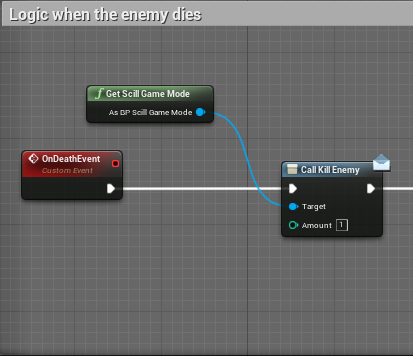 Logic when the enemy dies
f Get Scill Game Mode
As BP Scill Game Mode
OnDeathEvent
Custom Event
Call Kill Enemy
Target
Amount 1